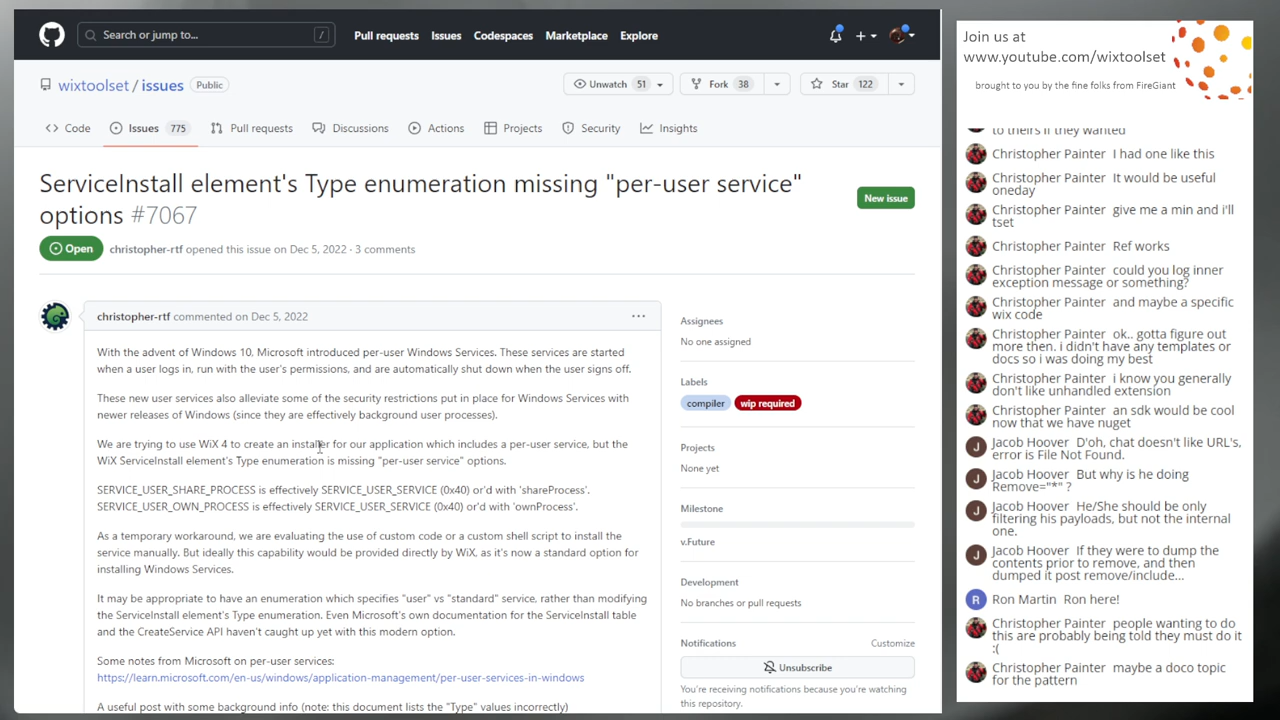 Search or jump to...
/
Pull requests
Issues
Codespaces
Marketplace
Explore
wixtoolset / issues
Public
Unwatch 51
Fork 38
Star 122
Code
Issues 775
Pull requests
Discussions
Actions
Projects
Security
Insights
ServiceInstall element's Type enumeration missing "per-user service"
options #7067
New issue
Open
christopher-rtf opened this issue on Dec 5, 2022 · 3 comments
christopher-rtf commented on Dec 5, 2022
With the advent of Windows 10, Microsoft introduced per-user Windows Services. These services are started
when a user logs in, run with the user's permissions, and are automatically shut down when the user signs off.
These new user services also alleviate some of the security restrictions put in place for Windows Services with
newer releases of Windows (since they are effectively background user processes).
We are trying to use WiX 4 to create an installer for our application which includes a per-user service, but the
WiX ServiceInstall element's Type enumeration is missing "per-user service" options.
SERVICE_USER_SHARE_PROCESS is effectively SERVICE_USER_SERVICE (0x40) or'd with 'shareProcess'.
SERVICE_USER_OWN_PROCESS is effectively SERVICE_USER_SERVICE (0x40) or'd with 'ownProcess'.
As a temporary workaround, we are evaluating the use of custom code or a custom shell script to install the
service manually. But ideally this capability would be provided directly by WiX, as it's now a standard option for
installing Windows Services.
It may be appropriate to have an enumeration which specifies "user" vs "standard" service, rather than modifying
the ServiceInstall element's Type enumeration. Even Microsoft's own documentation for the ServiceInstall table
and the CreateService API haven't caught up yet with this modern option.
Some notes from Microsoft on per-user services:
https://learn.microsoft.com/en-us/windows/application-management/per-user-services-in-windows
A useful post with some background info (note: this document lists the "Type" values incorrectly)
Assignees
No one assigned
Labels
compiler
wip required
Projects
None yet
Milestone
v.Future
Development
No branches or pull requests
Notifications
Customize
Unsubscribe
You're receiving notifications because you're watching
this repository.
Join us at
www.youtube.com/wixtoolset
brought to you by the fine folks from FireGiant
to theirs if they wanted
Christopher Painter I had one like this
Christopher Painter It would be useful
oneday
Christopher Painter give me a min and i'll
tset
Christopher Painter Ref works
Christopher Painter could you log inner
exception message or something?
Christopher Painter and maybe a specific
wix code
Christopher Painter ok.. gotta figure out
more then. i didn't have any templates or
docs so i was doing my best
Christopher Painter i know you generally
don't like unhandled extension
Christopher Painter an sdk would be cool
now that we have nuget
J
Jacob Hoover D'oh, chat doesn't like URL's,
error is File Not Found.
J
Jacob Hoover But why is he doing
Remove="*" ?
J
Jacob Hoover He/She should be only
filtering his payloads, but not the internal
one.
J
Jacob Hoover If they were to dump the
contents prior to remove, and then
dumped it post remove/include...
R
Ron Martin Ron here!
Christopher Painter people wanting to do
this are probably being told they must do it
:(
Christopher Painter maybe a doco topic
for the pattern